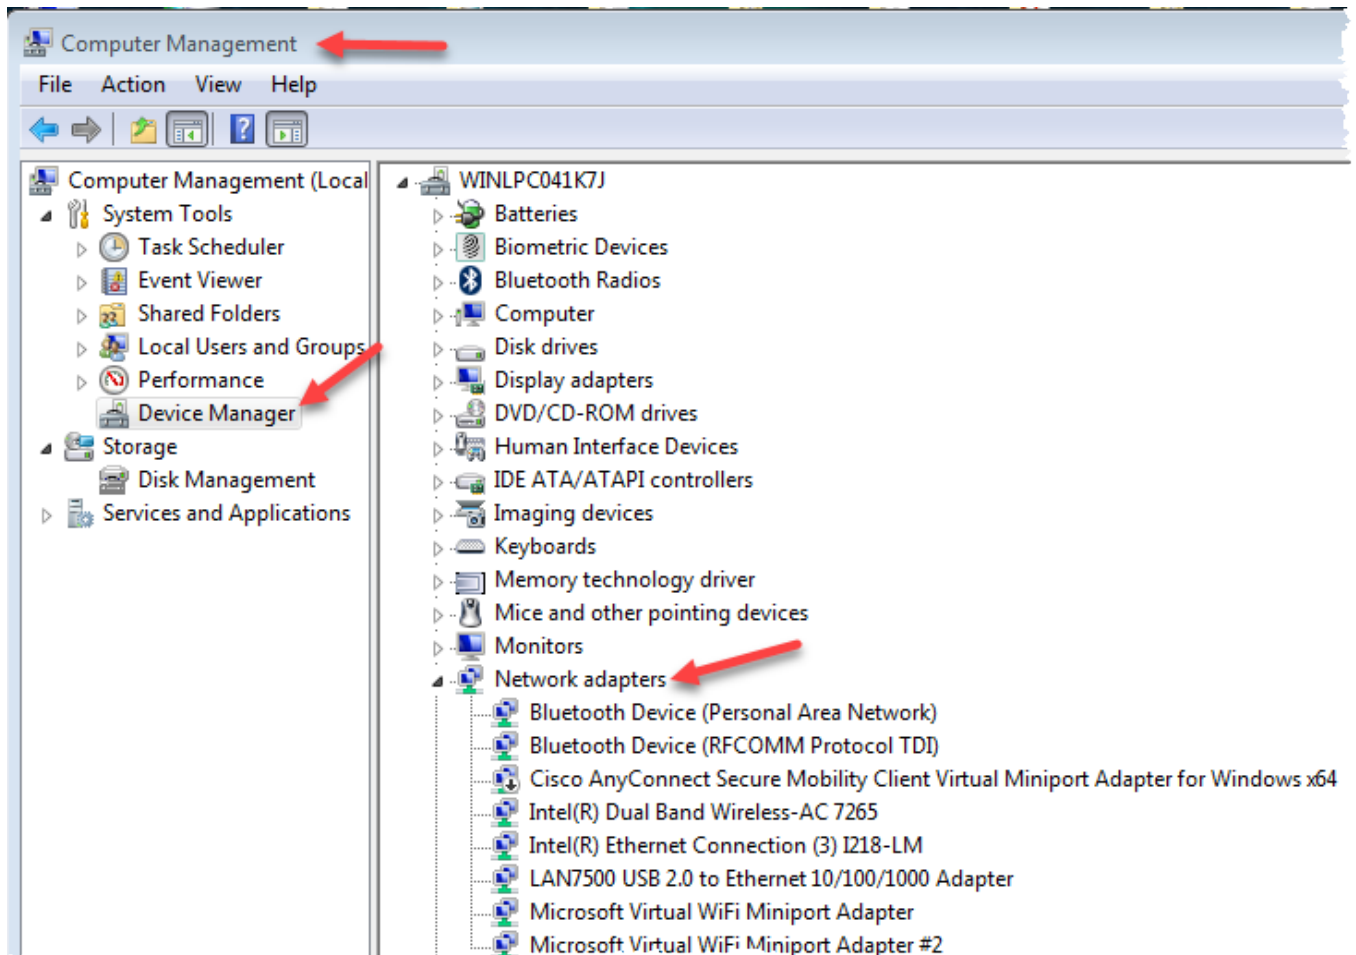 Computer Management
File Action View Help
Computer Management (Local
System Tools
Task Scheduler
Event Viewer
Shared Folders
Local Users and Groups
Performance
Device Manager
Storage
Disk Management
Services and Applications
WINLPC041K7J
Batteries
Biometric Devices
Bluetooth Radios
Computer
Disk drives
Display adapters
DVD/CD-ROM drives
Human Interface Devices
IDE ATA/ATAPI controllers
Imaging devices
Keyboards
Memory technology driver
Mice and other pointing devices
Monitors
Network adapters
Bluetooth Device (Personal Area Network)
Bluetooth Device (RFCOMM Protocol TDI)
Cisco AnyConnect Secure Mobility Client Virtual Miniport Adapter for Windows x64
Intel(R) Dual Band Wireless-AC 7265
Intel(R) Ethernet Connection (3) I218-LM
LAN7500 USB 2.0 to Ethernet 10/100/1000 Adapter
Microsoft Virtual WiFi Miniport Adapter
Microsoft Virtual WiFi Miniport Adapter #2